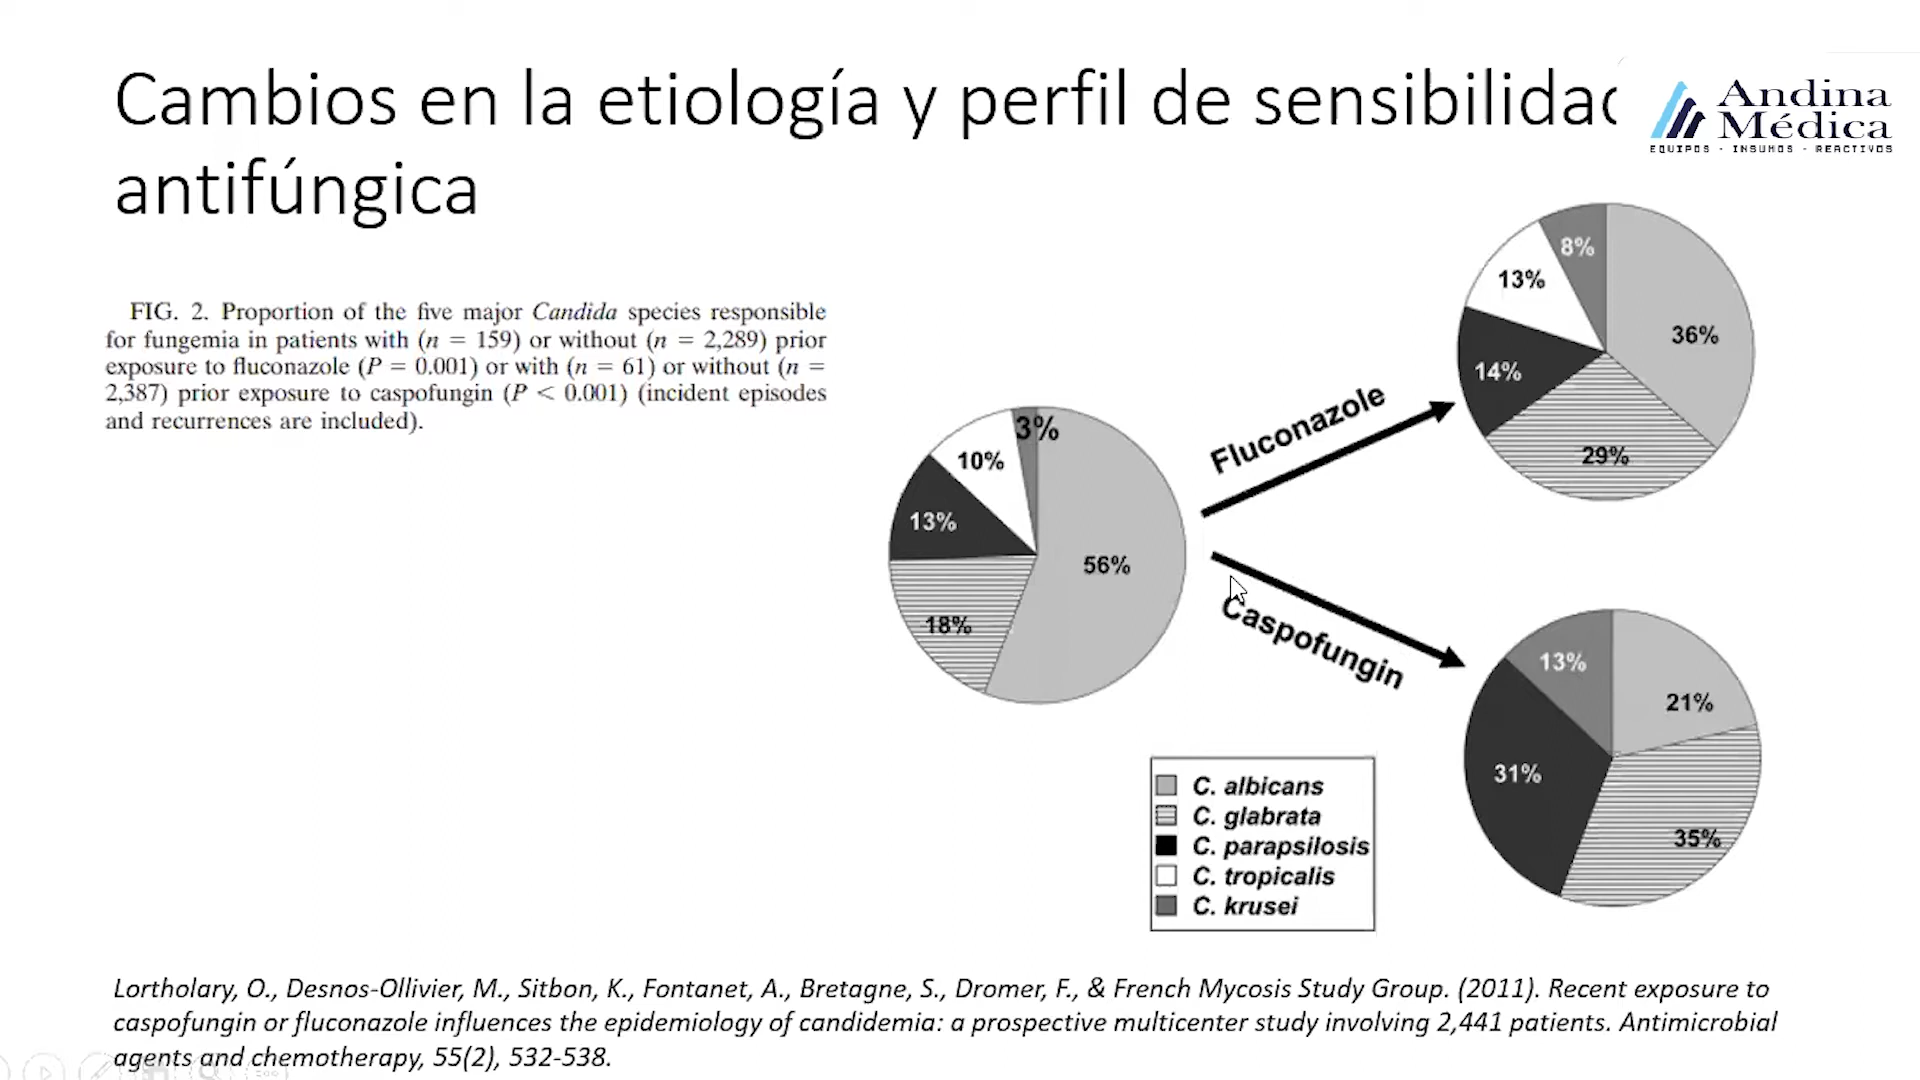 Cambios en la etiología y perfil de sensibilidad
antifúngica
Andina
Médica
EQUIPOS - INSUMOS - REACTIVOS
FIG. 2. Proportion of the five major Candida species responsible
for fungemia in patients with (n = 159) or without (n = 2,289) prior
exposure to fluconazole (P = 0.001) or with (n = 61) or without (n =
2,387) prior exposure to caspofungin (P < 0.001) (incident episodes
and recurrences are included).
3%
10%
13%
56%
18%
Fluconazole
8%
13%
36%
14%
29%
Caspofungin
13%
21%
31%
35%
C. albicans
C. glabrata
C. parapsilosis
C. tropicalis
C. krusei
Lortholary, O., Desnos-Ollivier, M., Sitbon, K., Fontanet, A., Bretagne, S., Dromer, F., & French Mycosis Study Group. (2011). Recent exposure to
caspofungin or fluconazole influences the epidemiology of candidemia: a prospective multicenter study involving 2,441 patients. Antimicrobial
agents and chemotherapy, 55(2), 532-538.